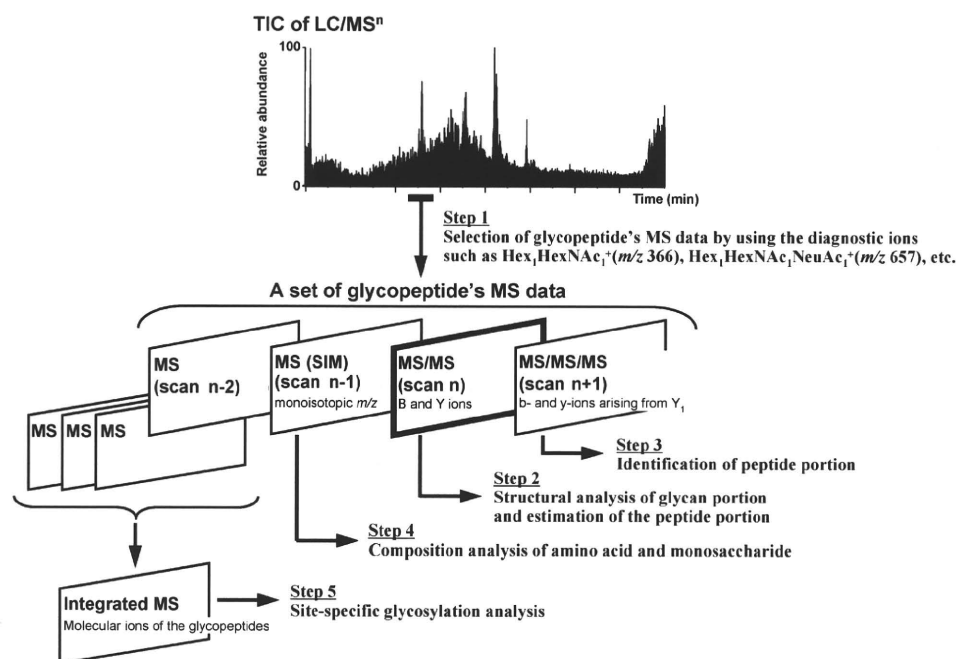 TIC of LC/MSⁿ
100
Relative abundance
0
Time (min)
Step 1
Selection of glycopeptide's MS data by using the diagnostic ions
such as Hex₁HexNAc₁⁺(m/z 366), Hex₁HexNAc₁NeuAc₁⁺(m/z 657), etc.
A set of glycopeptide's MS data
MS
(scan n-2)
MS (SIM)
(scan n-1)
monoisotopic m/z
MS/MS
(scan n)
B and Y ions
MS/MS/MS
(scan n+1)
b- and y-ions arising from Y₁
MS
MS
MS
Step 3
Identification of peptide portion
Step 2
Structural analysis of glycan portion
and estimation of the peptide portion
Step 4
Composition analysis of amino acid and monosaccharide
Step 5
Site-specific glycosylation analysis
Integrated MS
Molecular ions of the glycopeptides